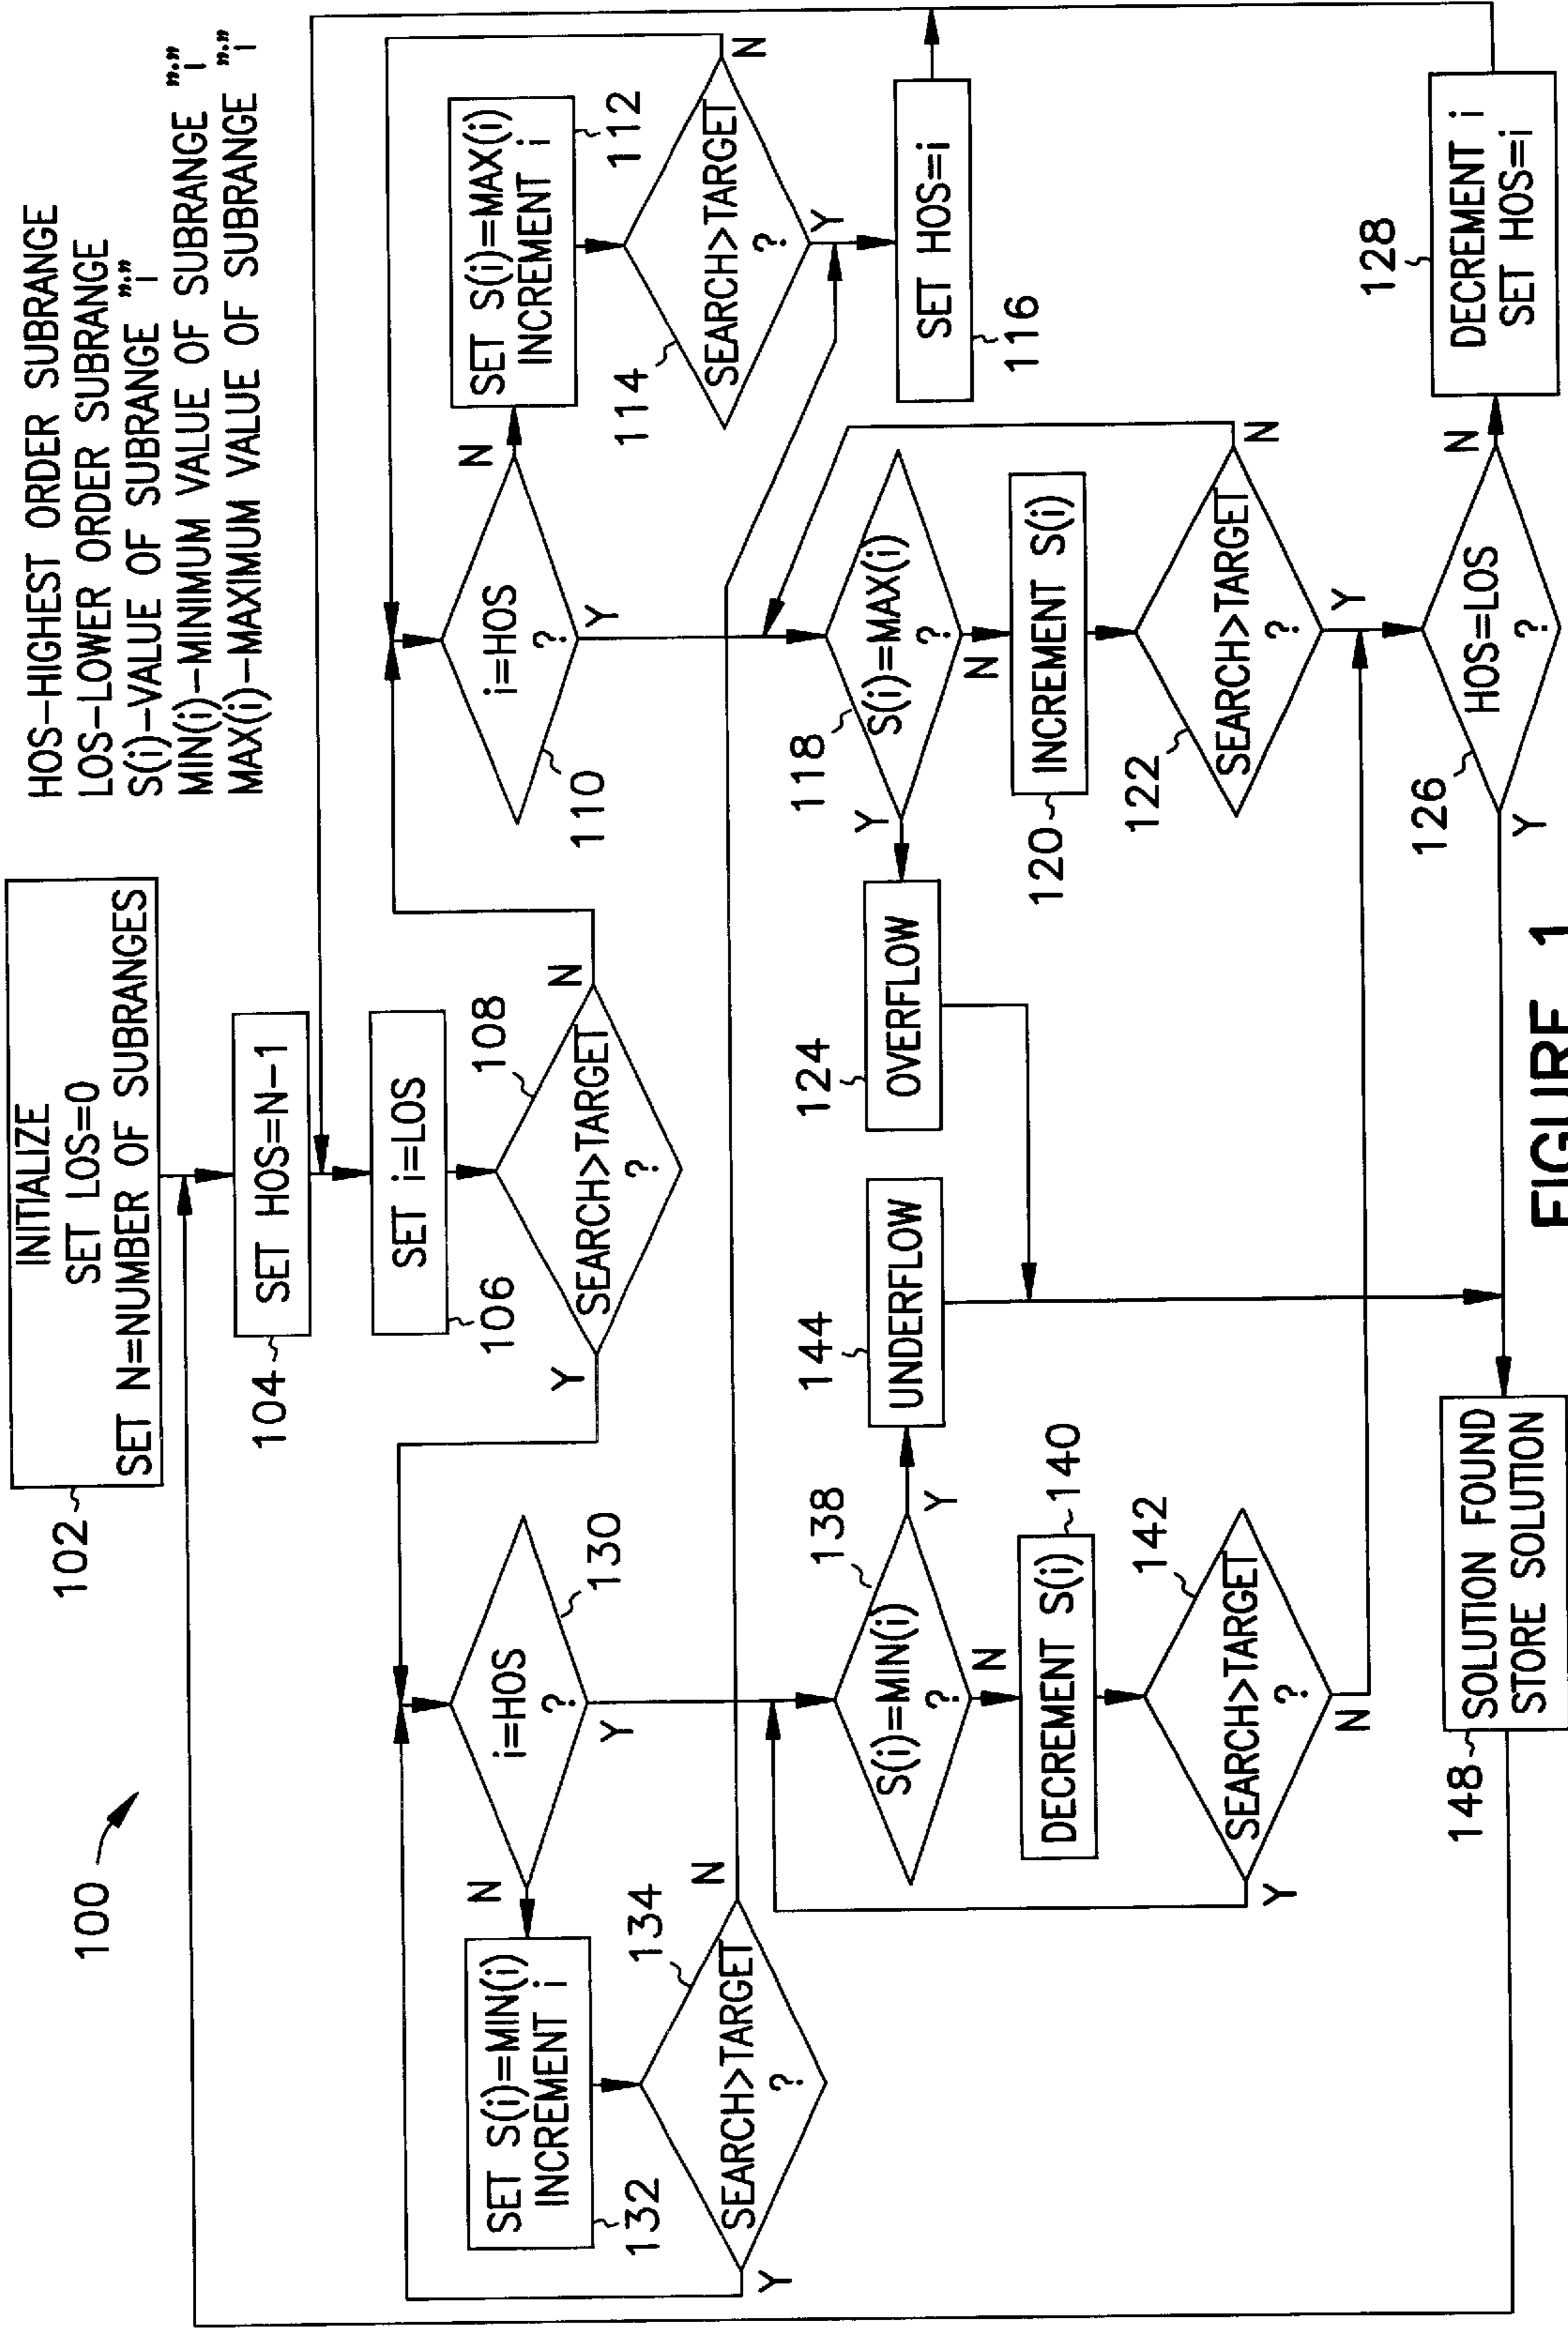 100
INITIALIZE
SET LOS=0
SET N=NUMBER OF SUBRANGES
102
HOS-HIGHEST ORDER SUBRANGE
LOS-LOWER ORDER SUBRANGE
S(i)-VALUE OF SUBRANGE "i"
MIN(i)-MINIMUM VALUE OF SUBRANGE "i"
MAX(i)-MAXIMUM VALUE OF SUBRANGE "i"
SET HOS=N-1
104
SET i=LOS
106
SEARCH>TARGET
?
108
Y
N
i=HOS
?
130
N
Y
SET S(i)=MIN(i)
INCREMENT i
132
SEARCH>TARGET
?
134
N
Y
i=HOS
?
110
N
Y
SET S(i)=MAX(i)
INCREMENT i
112
SEARCH>TARGET
?
114
N
Y
SET HOS=i
116
S(i)=MIN(i)
?
138
Y
N
UNDERFLOW
144
OVERFLOW
124
S(i)=MAX(i)
?
118
Y
N
DECREMENT S(i)
140
INCREMENT S(i)
120
SEARCH>TARGET
?
142
Y
N
SEARCH>TARGET
?
122
N
Y
SOLUTION FOUND
STORE SOLUTION
148
HOS=LOS
?
126
Y
N
DECREMENT i
SET HOS=i
128
FIGURE 1